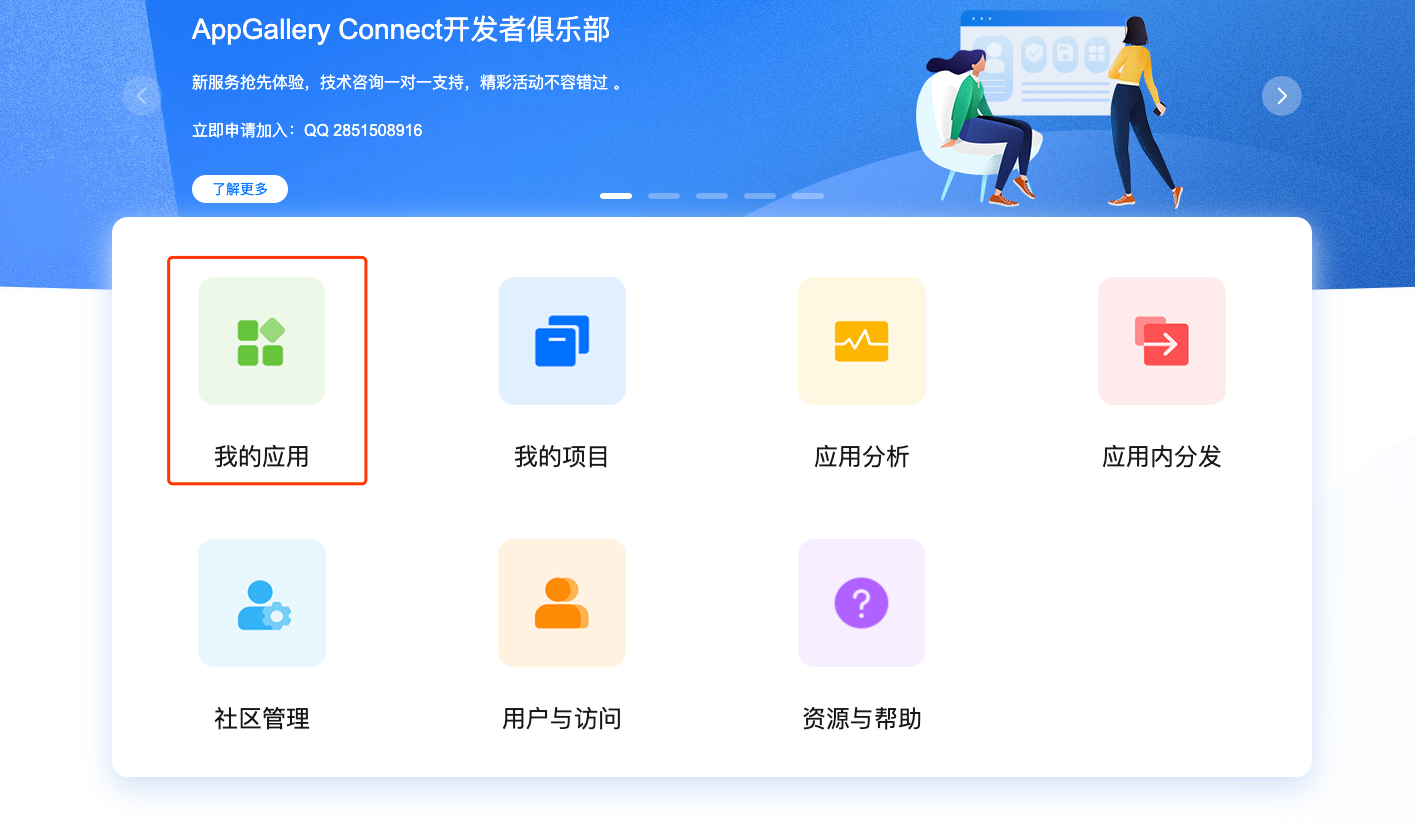 AppGallery Connect开发者俱乐部
新服务抢先体验，技术咨询一对一支持，精彩活动不容错过 。
立即申请加入：QQ 2851508916
了解更多
我的应用
我的项目
应用分析
应用内分发
社区管理
用户与访问
资源与帮助